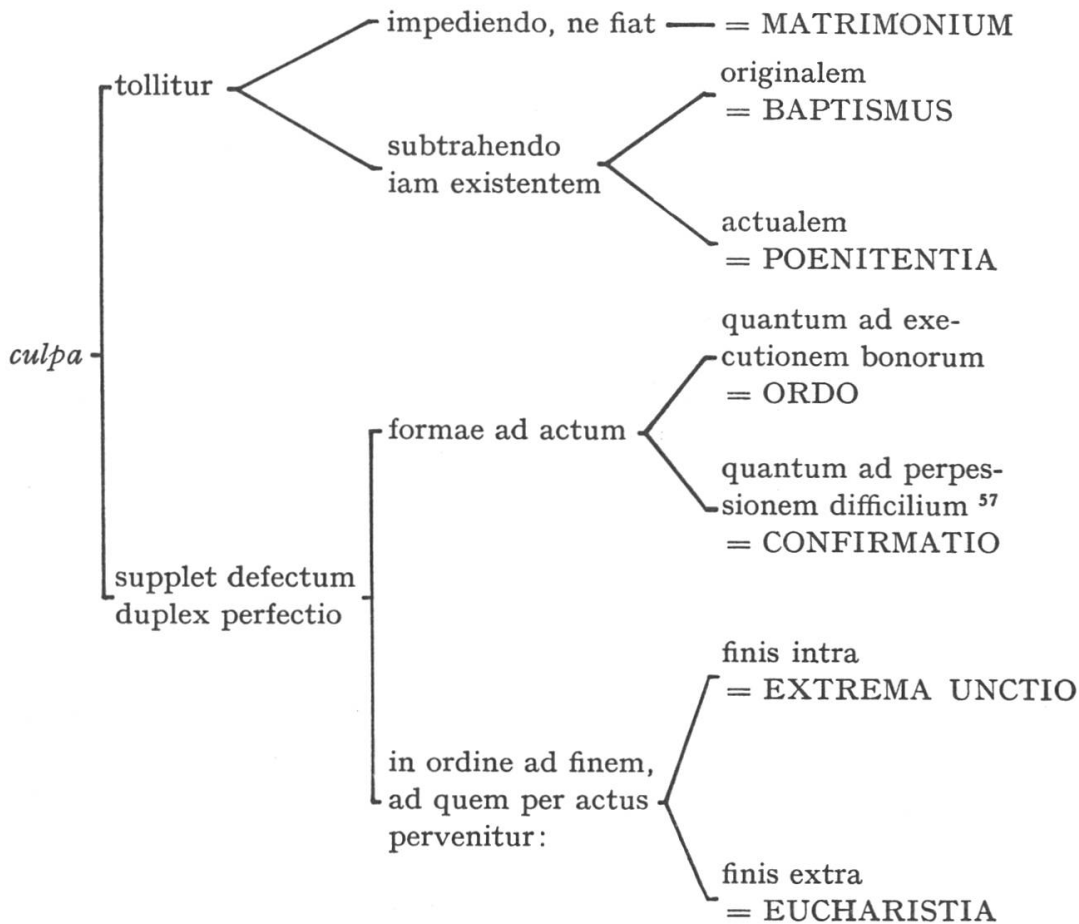 impediendo, ne fiat = MATRIMONIUM
tollitur
originalem
= BAPTISMUS
subtrahendo
iam existentem
actualem
= POENITENTIA
culpa
quantum ad exe-
cutionem bonorum
= ORDO
formae ad actum
quantum ad perpes-
sionem difficilium 57
= CONFIRMATIO
supplet defectum
duplex perfectio
finis intra
= EXTREMA UNCTIO
in ordine ad finem,
ad quem per actus
pervenitur:
finis extra
= EUCHARISTIA